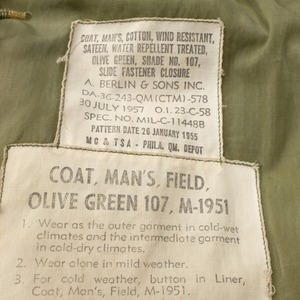 COAT, MAN'S, COTTON, WIND RESISTANT,
SATEEN, WATER REPELLENT TREATED,
OLIVE GREEN, SHADE NO. 107,
SLIDE FASTENER CLOSURE
A. BERLIN & SONS INC.
DA-36-243-QM(CTM)-578
30 JULY 1957 O.I. 23-C-58
SPEC. NO. MIL-C-11448B
PATTERN DATE 26 JANUARY 1955
MC & TSA - PHILA. QM. DEPOT
COAT, MAN'S, FIELD,
OLIVE GREEN 107, M-1951
1. Wear as the outer garment in cold-wet
climates and the intermediate garment
in cold-dry climates.
2. Wear alone in mild weather.
3. For cold weather, button in Liner,
Coat, Man's, Field, M-1951.